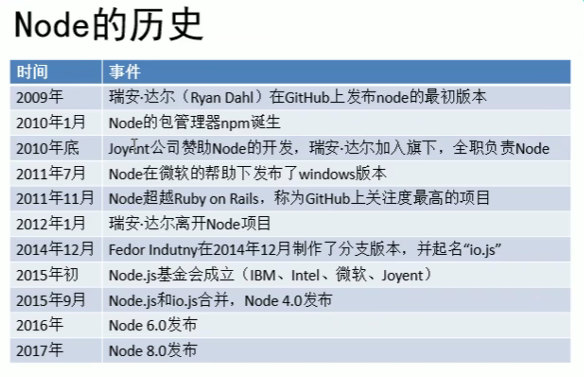 Node的历史
时间 事件
2009年 瑞安·达尔（Ryan Dahl）在GitHub上发布node的最初版本
2010年1月 Node的包管理器npm诞生
2010年底 Joyent公司赞助Node的开发，瑞安·达尔加入旗下，全职负责Node
2011年7月 Node在微软的帮助下发布了windows版本
2011年11月 Node超越Ruby on Rails，称为GitHub上关注度最高的项目
2012年1月 瑞安·达尔离开Node项目
2014年12月 Fedor Indutny在2014年12月制作了分支版本，并起名“io.js”
2015年初 Node.js基金会成立（IBM、Intel、微软、Joyent）
2015年9月 Node.js和io.js合并，Node 4.0发布
2016年 Node 6.0发布
2017年 Node 8.0发布